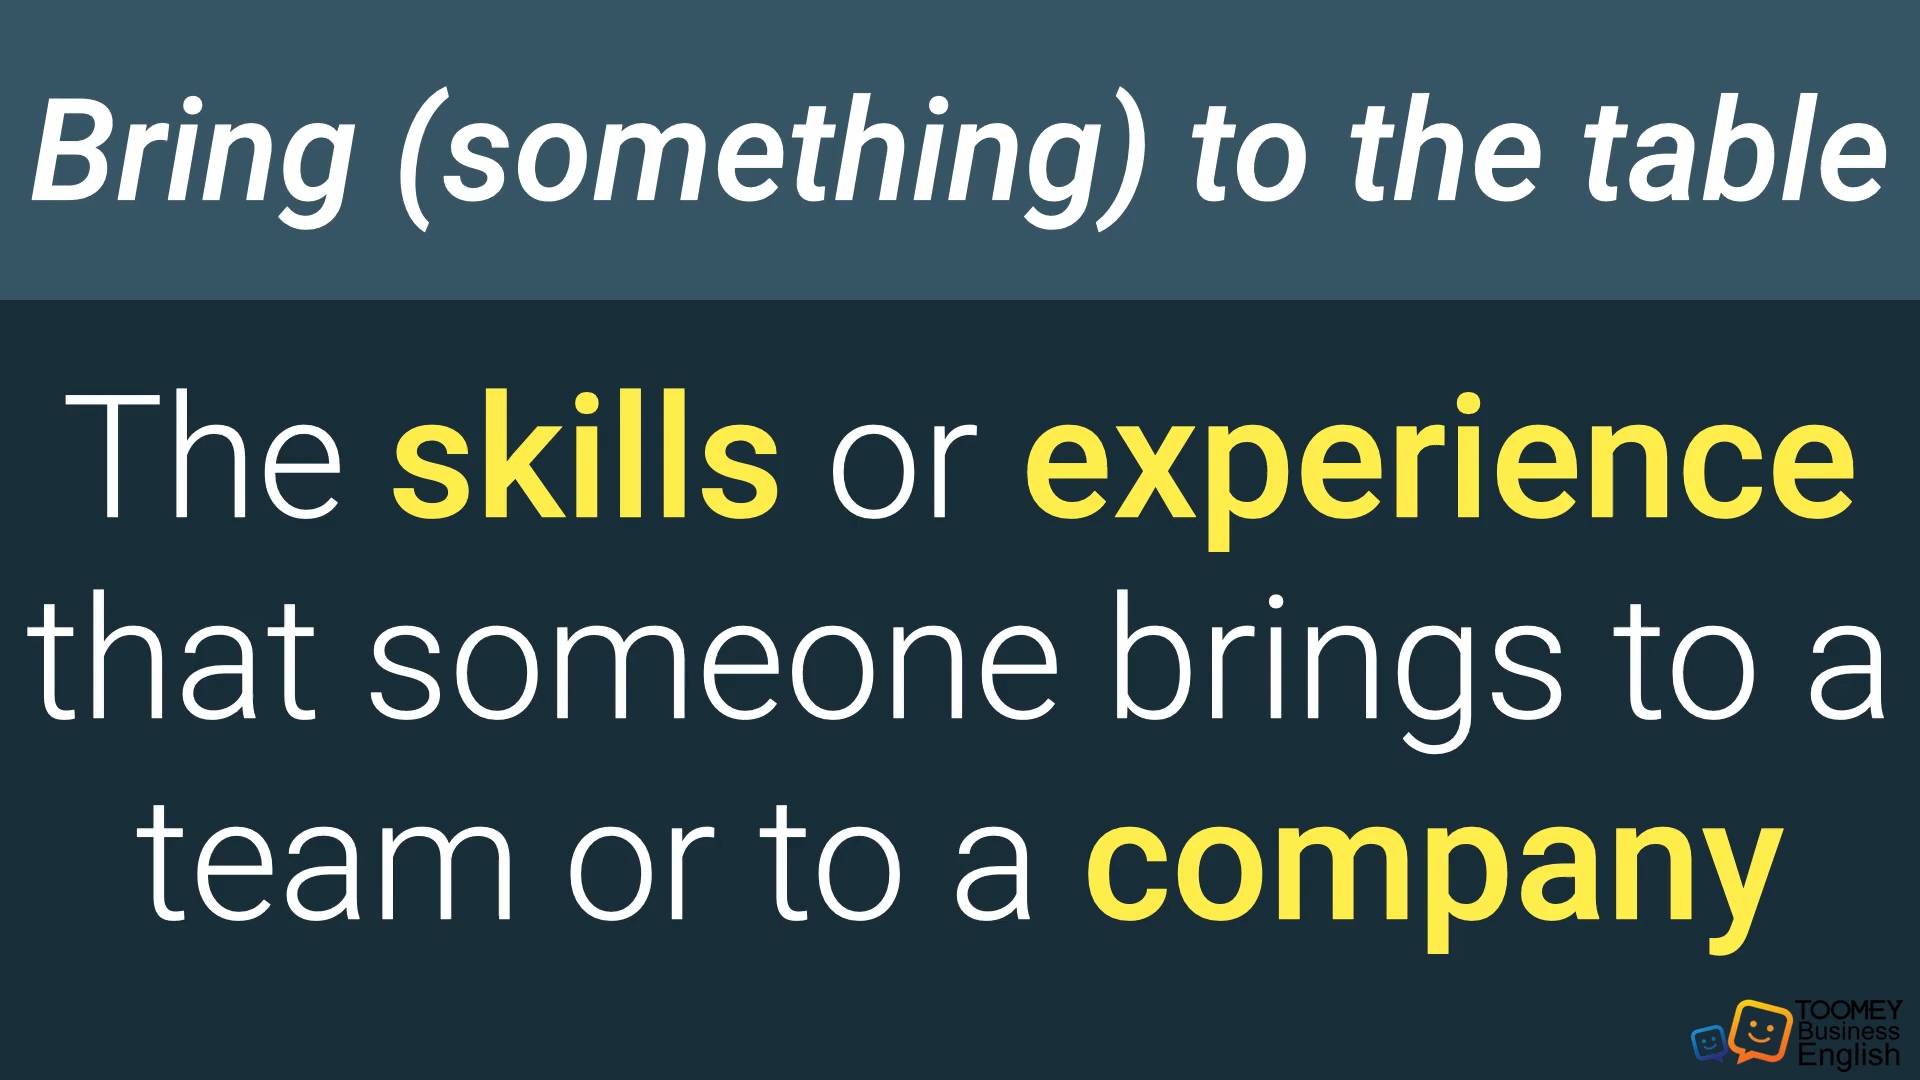 Bring (something) to the table
The skills or experience
that someone brings to a
team or to a company
TOOMEY
Business
English